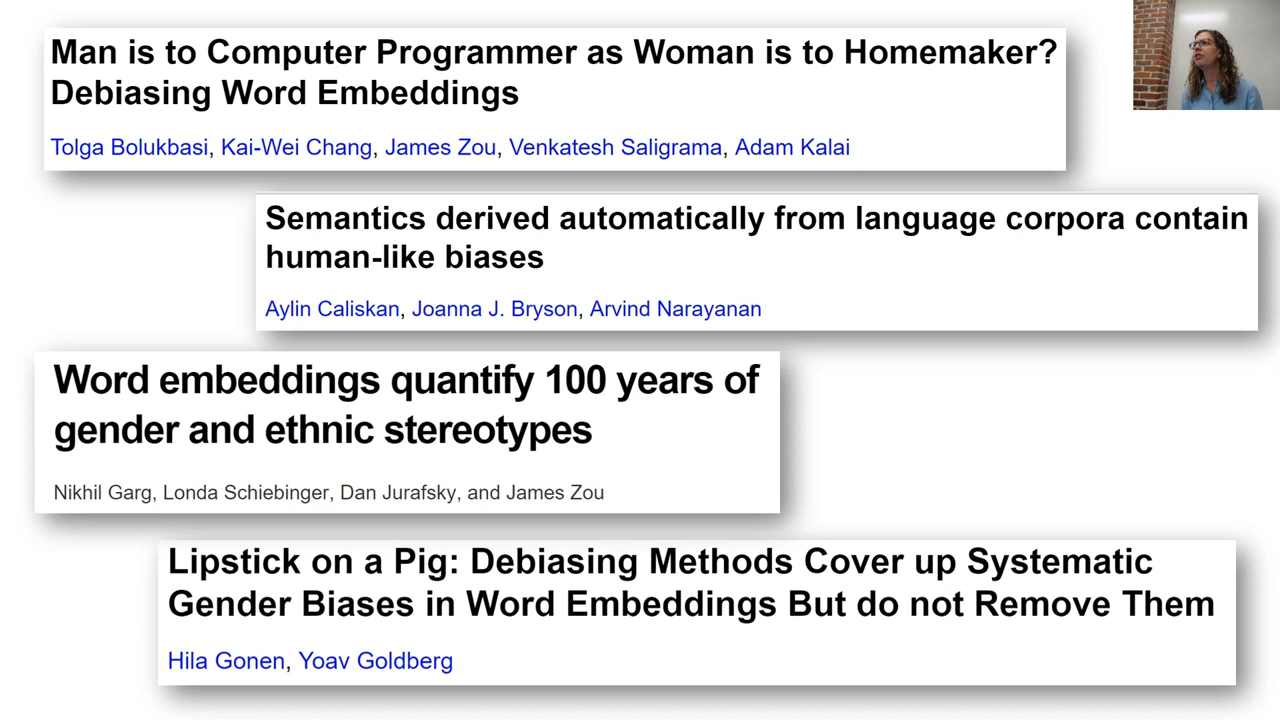 Man is to Computer Programmer as Woman is to Homemaker?
Debiasing Word Embeddings
Tolga Bolukbasi, Kai-Wei Chang, James Zou, Venkatesh Saligrama, Adam Kalai
Semantics derived automatically from language corpora contain
human-like biases
Aylin Caliskan, Joanna J. Bryson, Arvind Narayanan
Word embeddings quantify 100 years of
gender and ethnic stereotypes
Nikhil Garg, Londa Schiebinger, Dan Jurafsky, and James Zou
Lipstick on a Pig: Debiasing Methods Cover up Systematic
Gender Biases in Word Embeddings But do not Remove Them
Hila Gonen, Yoav Goldberg